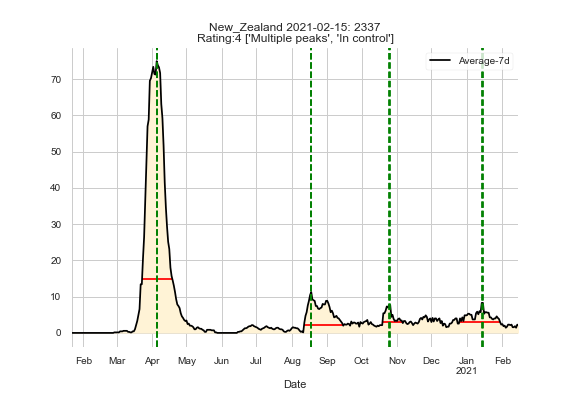 New_Zealand 2021-02-15: 2337
Rating:4 ['Multiple peaks', 'In control']
Average-7d
70
60
50
40
30
20
10
0
Feb Mar Apr May Jun Jul Aug Sep Oct Nov Dec Jan Feb
2021
Date